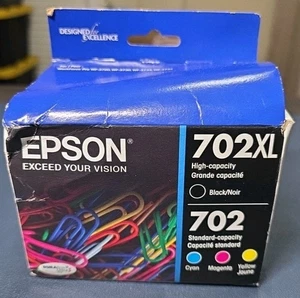 DESIGNED for
EXCELLENCE
EPSON
EXCEED YOUR VISION
702XL
High-capacity
Grande capacité
Black/Noir
702
Standard-capacity
Capacité standard
Cyan
Magenta
Yellow
Jaune